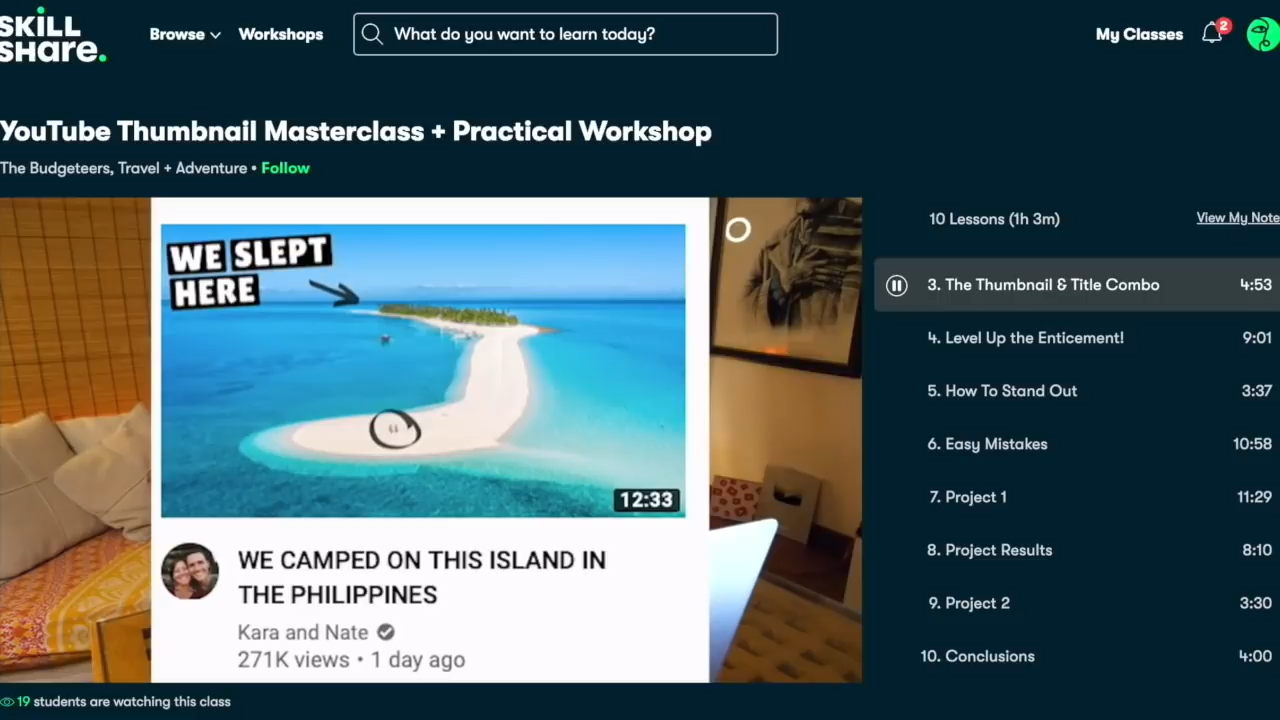 SKILL
SHare.
Browse
Workshops
What do you want to learn today?
My Classes
2
YouTube Thumbnail Masterclass + Practical Workshop
The Budgeteers, Travel + Adventure • Follow
WE SLEPT
HERE
12:33
WE CAMPED ON THIS ISLAND IN
THE PHILIPPINES
Kara and Nate
271K views • 1 day ago
10 Lessons (1h 3m)
View My Note
3. The Thumbnail & Title Combo 4:53
4. Level Up the Enticement! 9:01
5. How To Stand Out 3:37
6. Easy Mistakes 10:58
7. Project 1 11:29
8. Project Results 8:10
9. Project 2 3:30
10. Conclusions 4:00
19 students are watching this class